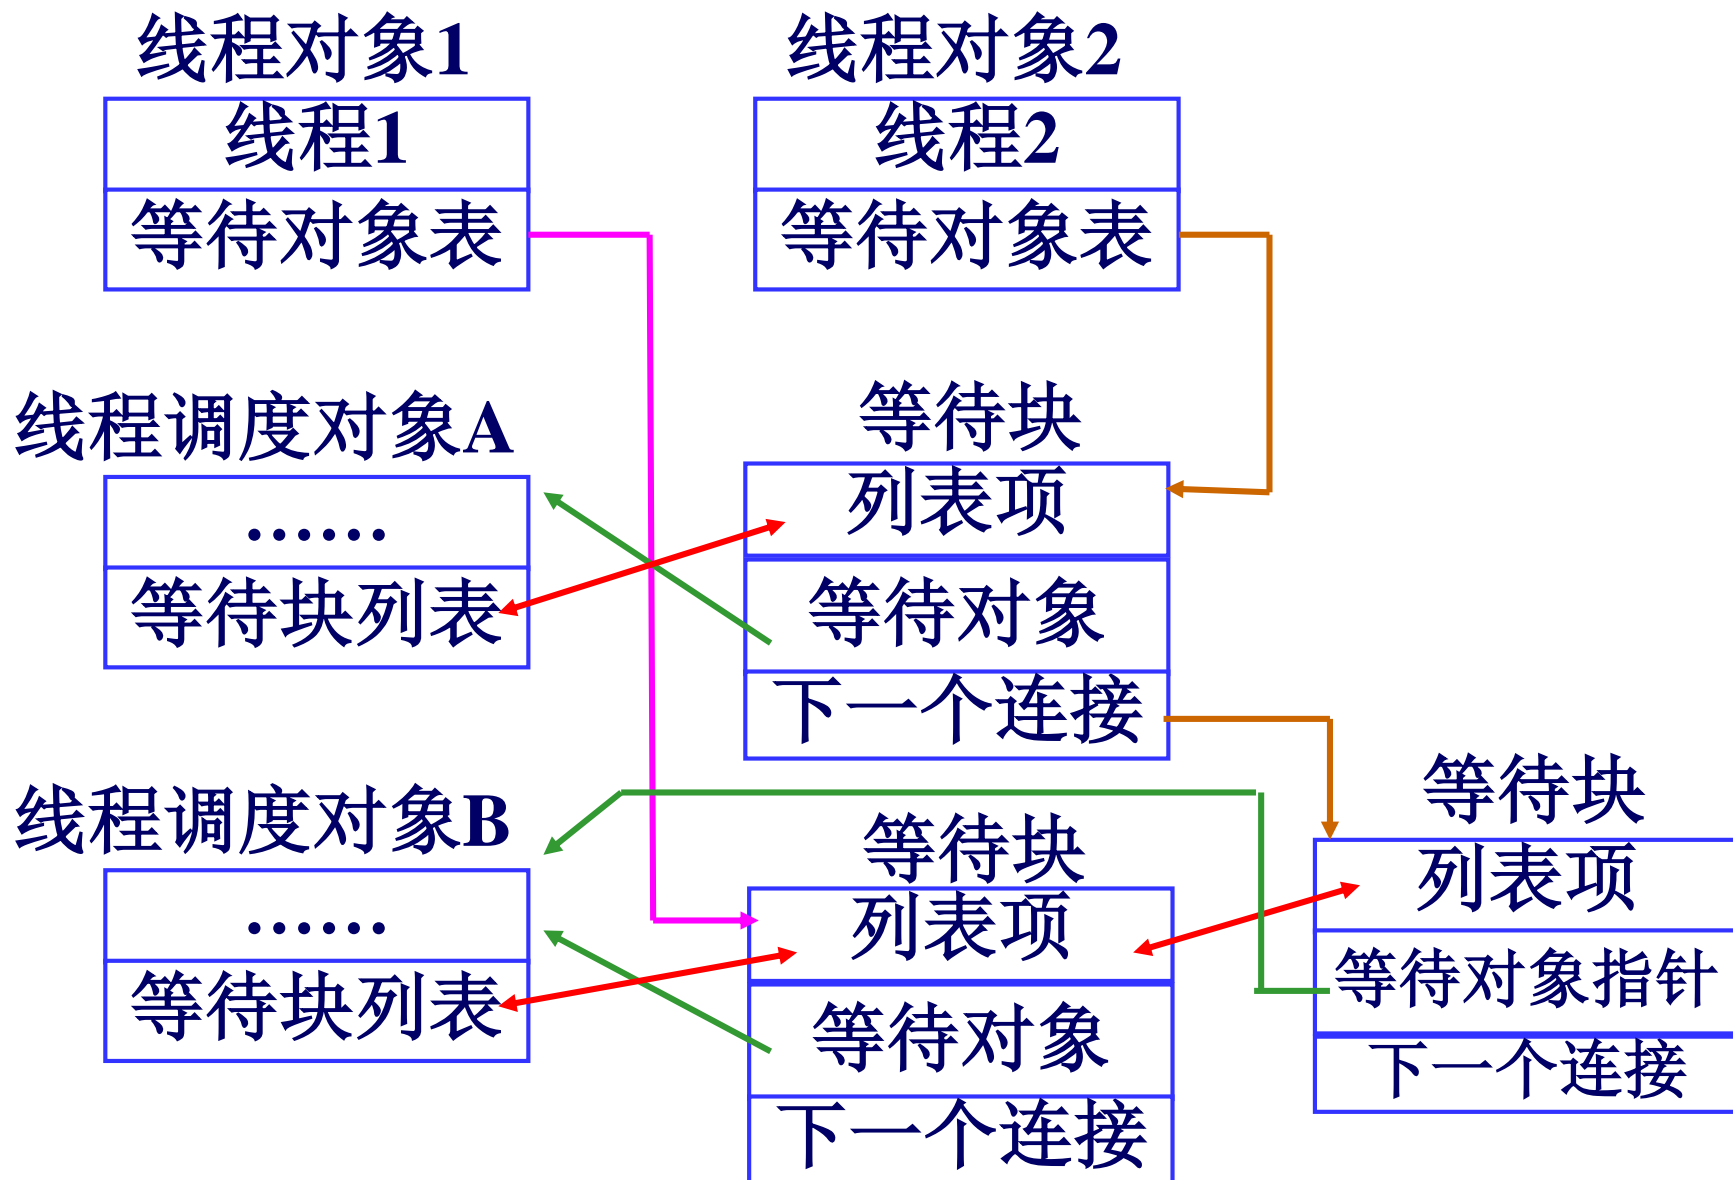 线程对象1
线程1
等待对象表
线程对象2
线程2
等待对象表
线程调度对象A
……
等待块列表
等待块
列表项
等待对象
下一个连接
线程调度对象B
……
等待块列表
等待块
列表项
等待对象
下一个连接
等待块
列表项
等待对象指针
下一个连接